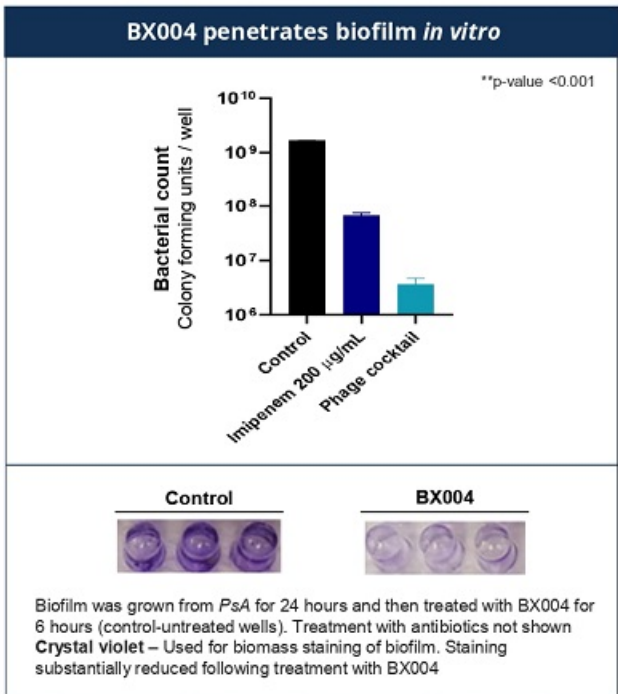 BX004 penetrates biofilm in vitro
**p-value <0.001
Bacterial count
Colony forming units / well
10¹⁰
10⁹
10⁸
10⁷
10⁶
Control
Imipenem 200 μg/mL
Phage cocktail
Control
BX004
Biofilm was grown from PsA for 24 hours and then treated with BX004 for
6 hours (control-untreated wells). Treatment with antibiotics not shown
Crystal violet – Used for biomass staining of biofilm. Staining
substantially reduced following treatment with BX004